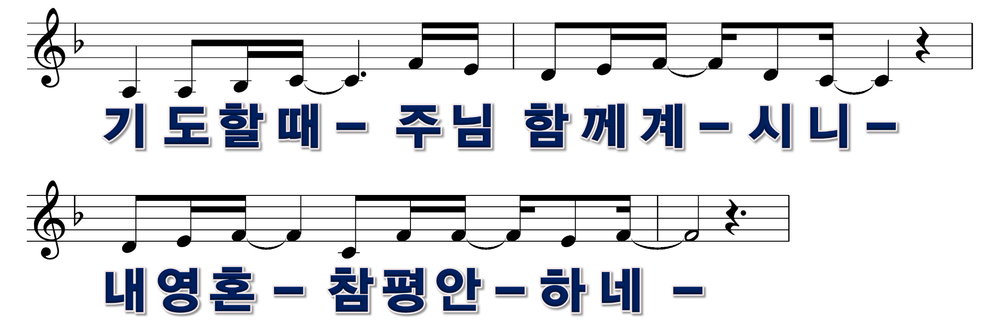 기 도할 때- 주님 함 께계-시니-
내영혼 - 참평안-하네 -